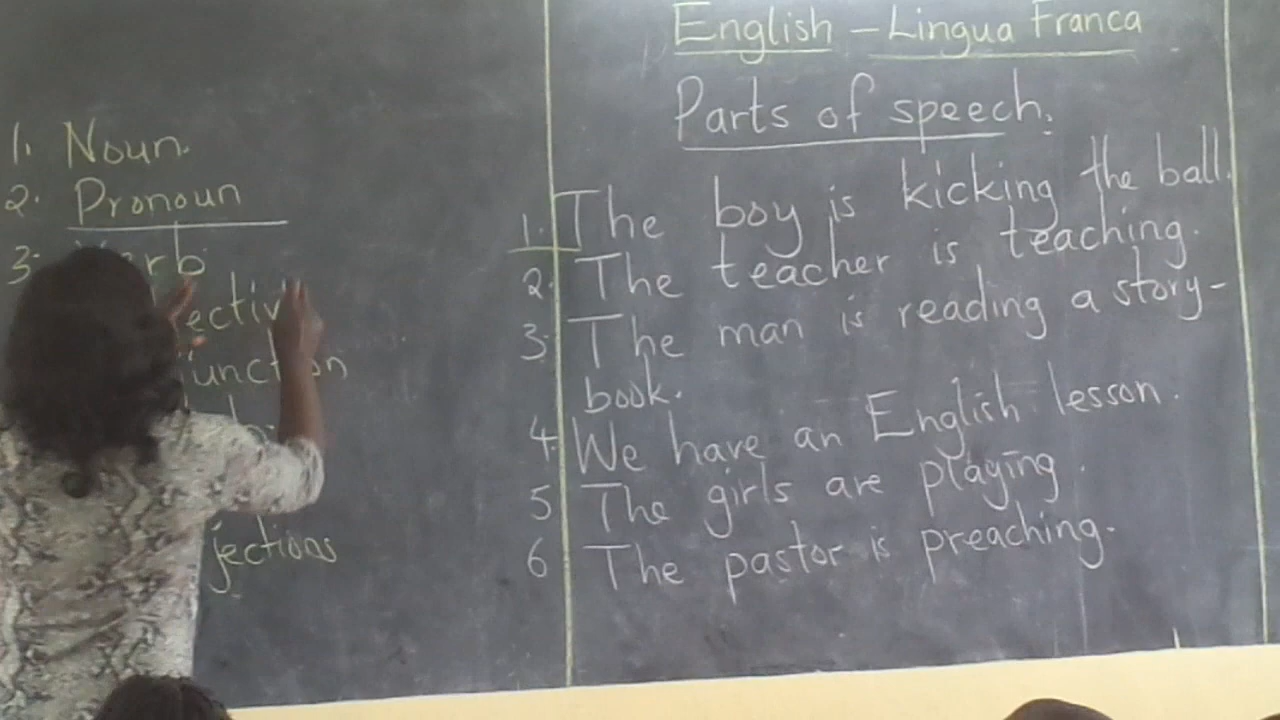 1. Noun.
2. Pronoun
3.
English - Lingua Franca
Parts of speech.
1. The boy is kicking the ball.
2. The teacher is teaching.
3. The man is reading a story-
book.
4. We have an English lesson.
5 The girls are playing.
6 The pastor is preaching.